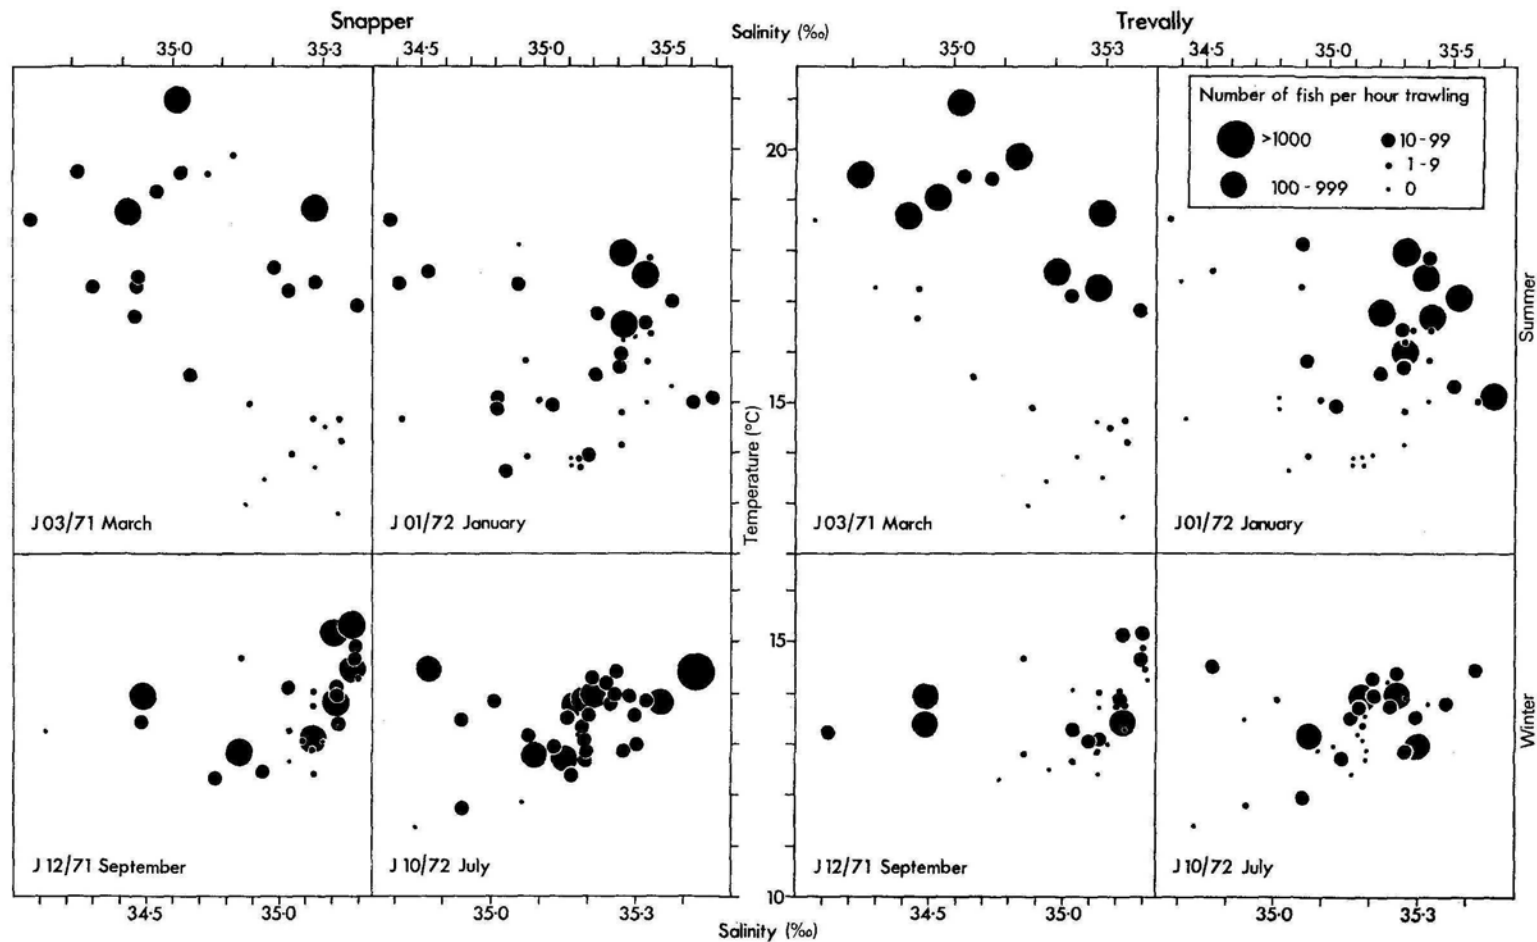 Snapper
Salinity (‰)
Trevally
35·0 35·3 34·5 35·0 35·5
35·0 35·3 34·5 35·0 35·5
Number of fish per hour trawling
>1000
10-99
1-9
100-999
0
20
15
Temperature (°C)
Summer
J 03/71 March
J 01/72 January
J 03/71 March
J 01/72 January
15
Winter
J 12/71 September
J 10/72 July
J 12/71 September
J 10/72 July
10
34·5 35·0 35·0 35·3
34·5 35·0 35·0 35·3
Salinity (‰)